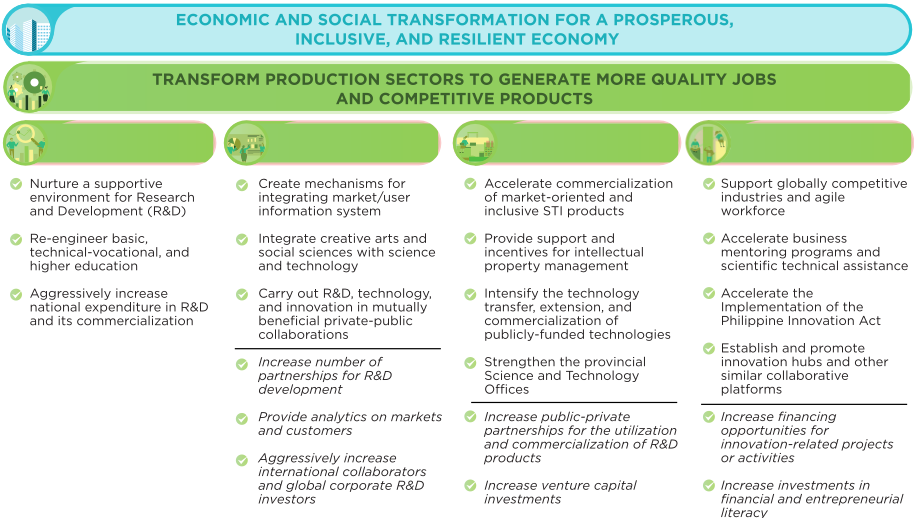 ECONOMIC AND SOCIAL TRANSFORMATION FOR A PROSPEROUS,
INCLUSIVE, AND RESILIENT ECONOMY
TRANSFORM PRODUCTION SECTORS TO GENERATE MORE QUALITY JOBS
AND COMPETITIVE PRODUCTS
Nurture a supportive
environment for Research
and Development (R&D)
Re-engineer basic,
technical-vocational, and
higher education
Aggressively increase
national expenditure in R&D
and its commercialization
Create mechanisms for
integrating market/user
information system
Integrate creative arts and
social sciences with science
and technology
Carry out R&D, technology,
and innovation in mutually
beneficial private-public
collaborations
Increase number of
partnerships for R&D
development
Provide analytics on markets
and customers
Aggressively increase
international collaborators
and global corporate R&D
investors
Accelerate commercialization
of market-oriented and
inclusive STI products
Provide support and
incentives for intellectual
property management
Intensify the technology
transfer, extension, and
commercialization of
publicly-funded technologies
Strengthen the provincial
Science and Technology
Offices
Increase public-private
partnerships for the utilization
and commercialization of R&D
products
Increase venture capital
investments
Support globally competitive
industries and agile
workforce
Accelerate business
mentoring programs and
scientific technical assistance
Accelerate the
Implementation of the
Philippine Innovation Act
Establish and promote
innovation hubs and other
similar collaborative
platforms
Increase financing
opportunities for
innovation-related projects
or activities
Increase investments in
financial and entrepreneurial
literacy